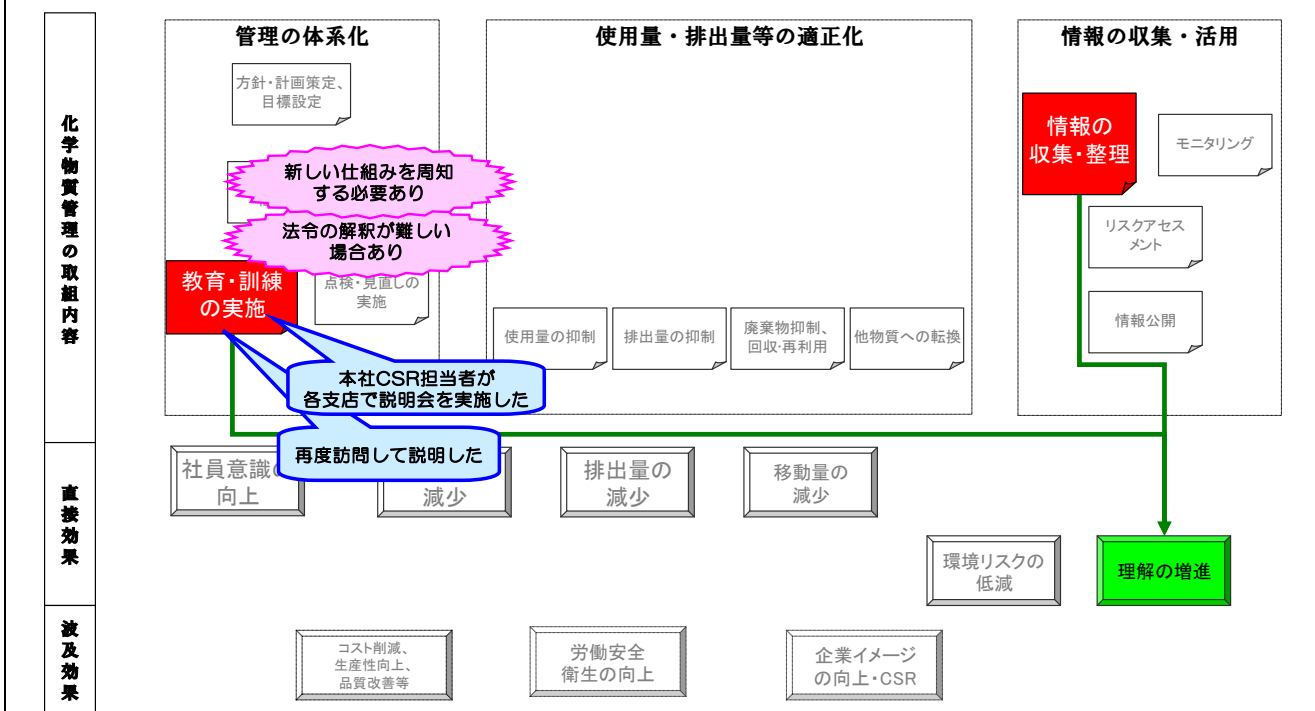 化学物質管理の取組内容
管理の体系化
方針・計画策定、
目標設定
新しい仕組みを周知
する必要あり
法令の解釈が難しい
場合あり
教育・訓練
の実施
点検・見直しの
実施
本社CSR担当者が
各支店で説明会を実施した
再度訪問して説明した
使用量・排出量等の適正化
使用量の抑制
排出量の抑制
廃棄物抑制、
回収・再利用
他物質への転換
情報の収集・活用
情報の
収集・整理
モニタリング
リスクアセス
メント
情報公開
直接効果
社員意識の
向上
減少
排出量の
減少
移動量の
減少
環境リスクの
低減
理解の増進
波及効果
コスト削減、
生産性向上、
品質改善等
労働安全
衛生の向上
企業イメージ
の向上・CSR